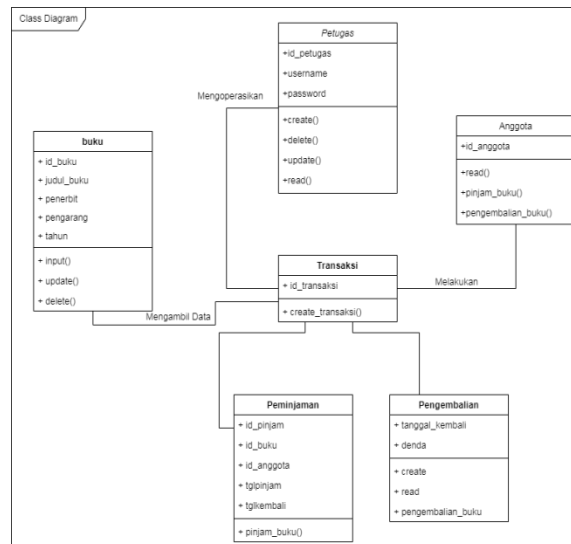 Class Diagram
Petugas
+id_petugas
+username
+password
+create()
+delete()
+update()
+read()
Mengoperasikan
Anggota
+id_anggota
+read()
+pinjam_buku()
+pengembalian_buku()
buku
+ id_buku
+ judul_buku
+ penerbit
+ pengarang
+ tahun
+ input()
+ update()
+ delete()
Transaksi
+ id_transaksi
+ create_transaksi()
Melakukan
Mengambil Data
Peminjaman
+ id_pinjam
+ id_buku
+ id_anggota
+ tglpinjam
+ tglkembali
+ pinjam_buku()
Pengembalian
+ tanggal_kembali
+ denda
+ create
+ read
+ pengembalian_buku